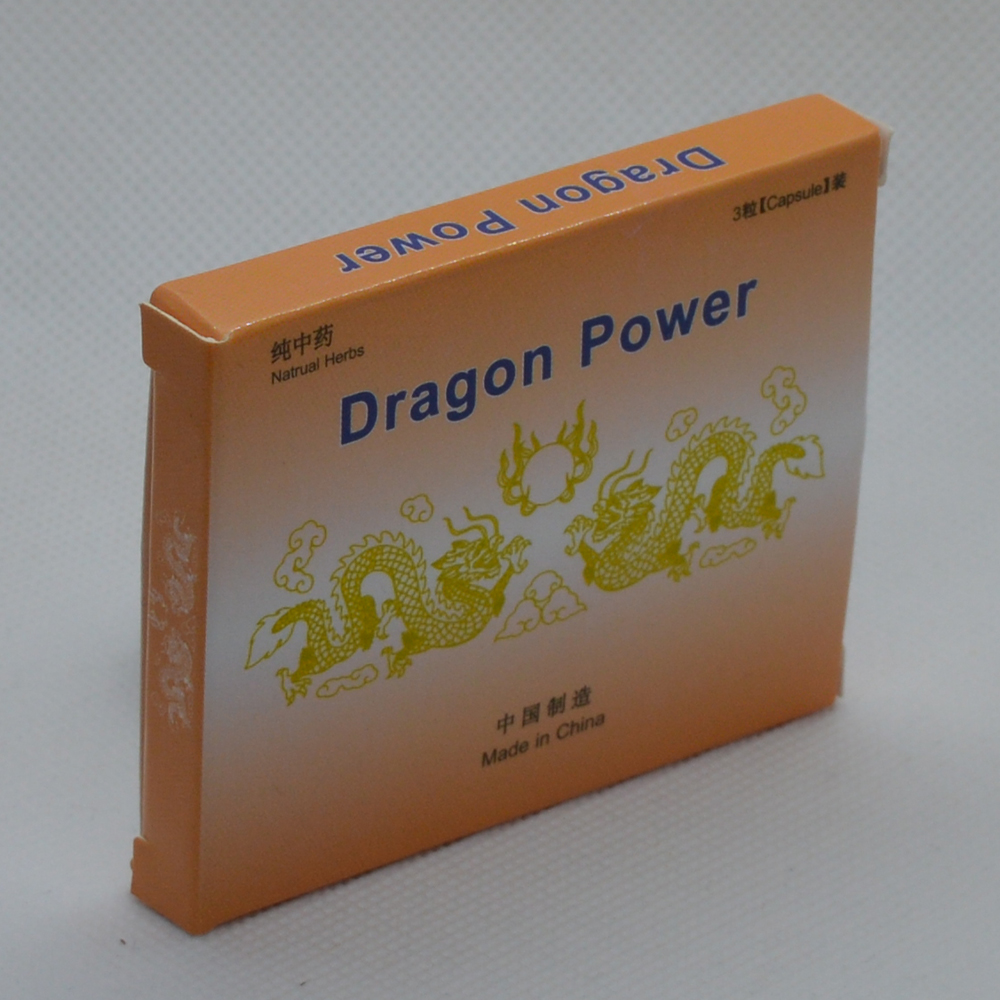 Dragon Power
3粒【Capsule】装
纯中药
Natrual Herbs
Dragon Power
中国制造
Made in China